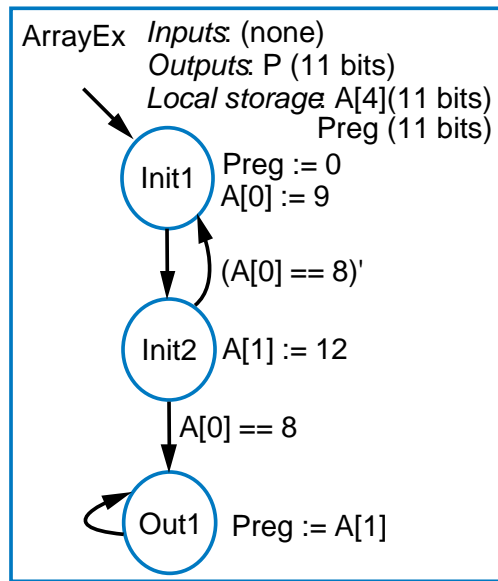 ArrayEx Inputs: (none)
Outputs: P (11 bits)
Local storage: A[4](11 bits)
Preg (11 bits)
Init1
Preg := 0
A[0] := 9
(A[0] == 8)'
Init2
A[1] := 12
A[0] == 8
Out1
Preg := A[1]